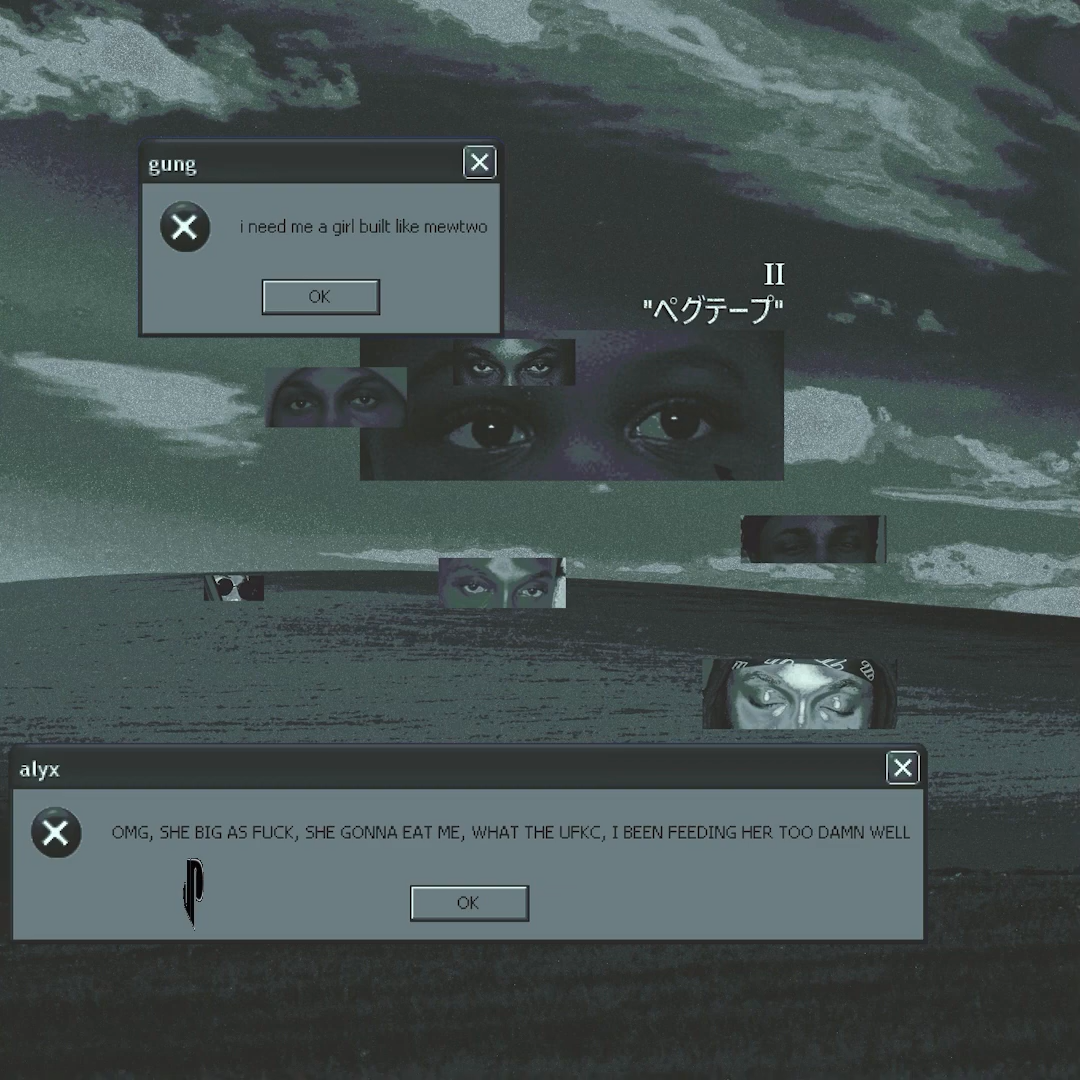 gung
i need me a girl built like mewtwo
OK
II
"ペグテープ"
alyx
OMG, SHE BIG AS FUCK, SHE GONNA EAT ME, WHAT THE UFKC, I BEEN FEEDING HER TOO DAMN WELL
OK